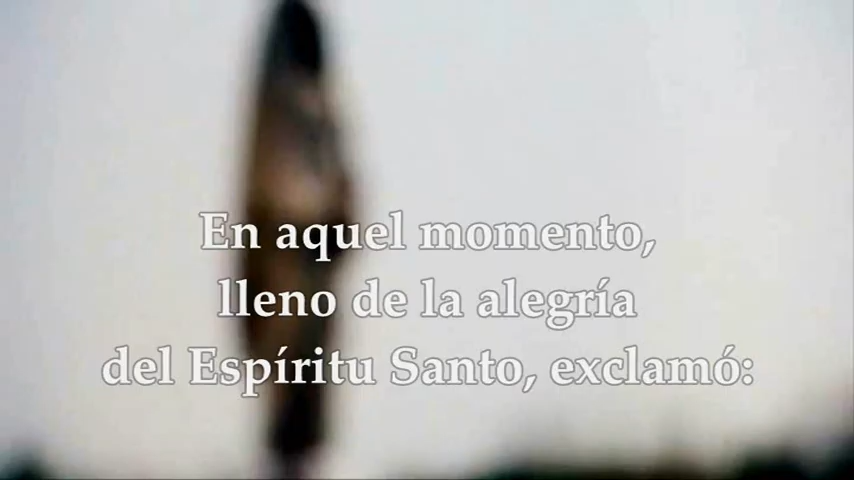 En aquel momento,
lleno de la alegría
del Espíritu Santo, exclamó: